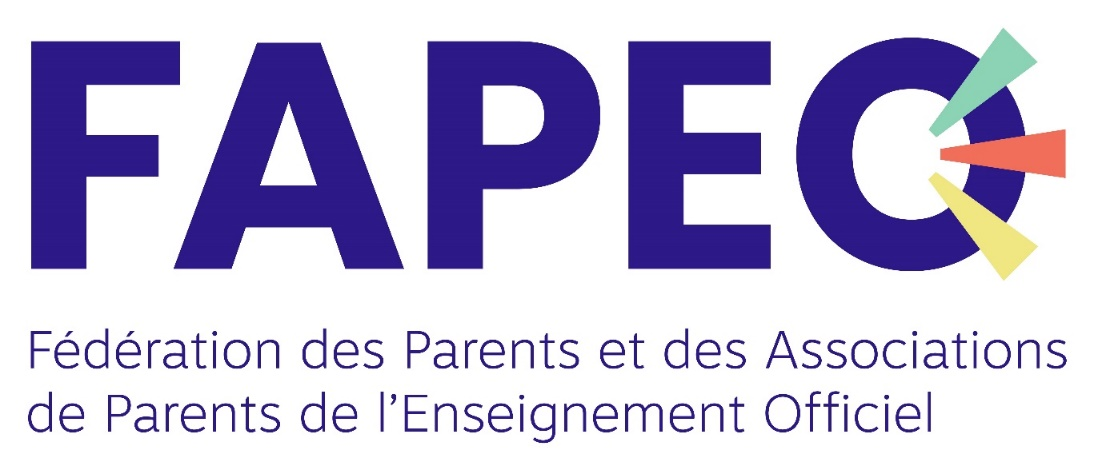 FAPEO
Fédération des Parents et des Associations
de Parents de l'Enseignement Officiel